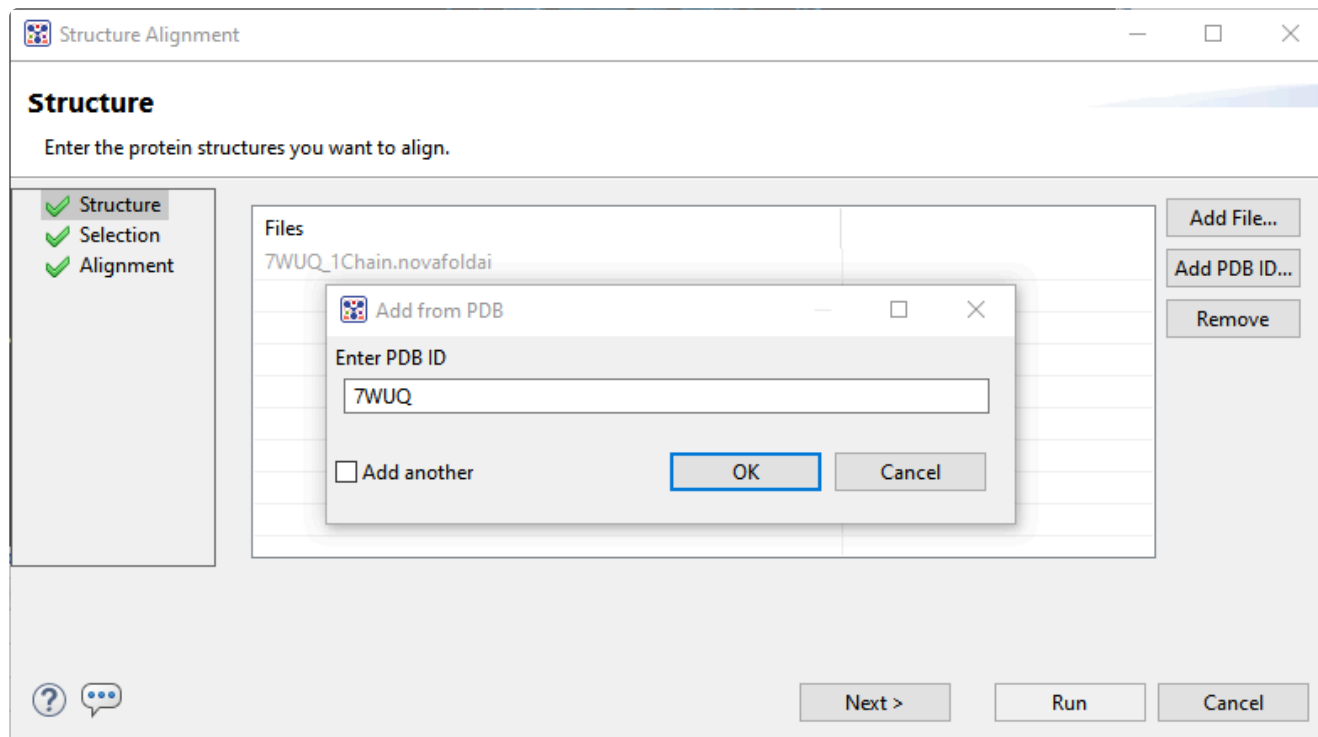 Structure Alignment
Structure
Enter the protein structures you want to align.
Structure
Selection
Alignment
Files
7WUQ_1Chain.novafoldai
Add File...
Add PDB ID...
Remove
Add from PDB
Enter PDB ID
7WUQ
Add another
OK
Cancel
?
Next >
Run
Cancel